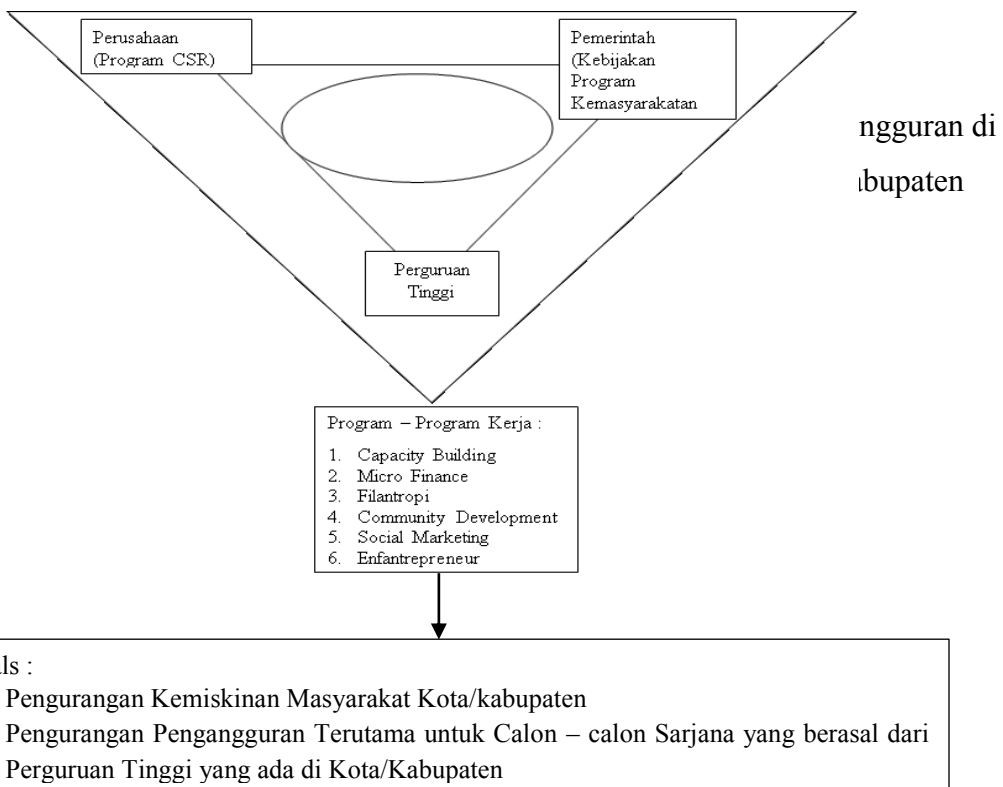 Perusahaan
(Program CSR)
Pemerintah
(Kebijakan
Program
Kemasyarakatan
ngguran di
bupaten
Perguruan
Tinggi
Program – Program Kerja :
1. Capacity Building
2. Micro Finance
3. Filantropi
4. Community Development
5. Social Marketing
6. Enfantrepreneur
ls :
Pengurangan Kemiskinan Masyarakat Kota/kabupaten
Pengurangan Pengangguran Terutama untuk Calon – calon Sarjana yang berasal dari
Perguruan Tinggi yang ada di Kota/Kabupaten